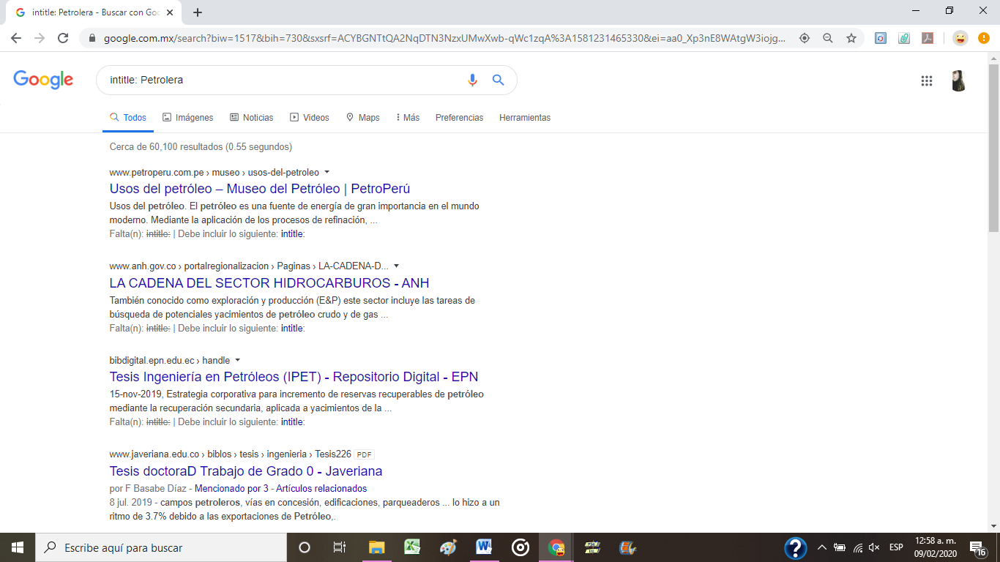 intitle: Petrolera - Buscar con Goo
google.com.mx/search?biw=1517&bih=730&sxsrf=ACYBGNTtQA2NqDTN3NzxUMwXwb-qWc1zqA%3A1581231465330&ei=aa0_Xp3nE8WAtgW3iojg...
Google
intitle: Petrolera
Todos Imágenes Noticias Videos Maps Más Preferencias Herramientas
Cerca de 60,100 resultados (0.55 segundos)
www.petroperu.com.pe › museo › usos-del-petroleo
Usos del petróleo – Museo del Petróleo | PetroPerú
Usos del petróleo. El petróleo es una fuente de energía de gran importancia en el mundo
moderno. Mediante la aplicación de los procesos de refinación, ...
Falta(n): intitle: | Debe incluir lo siguiente: intitle:
www.anh.gov.co › portalregionalizacion › Paginas › LA-CADENA-D...
LA CADENA DEL SECTOR HIDROCARBUROS - ANH
También conocido como exploración y producción (E&P) este sector incluye las tareas de
búsqueda de potenciales yacimientos de petróleo crudo y de gas ...
Falta(n): intitle: | Debe incluir lo siguiente: intitle:
bibdigital.epn.edu.ec › handle
Tesis Ingeniería en Petróleos (IPET) - Repositorio Digital - EPN
15-nov-2019, Estrategia corporativa para incremento de reservas recuperables de petróleo
mediante la recuperación secundaria, aplicada a yacimientos de la ...
Falta(n): intitle: | Debe incluir lo siguiente: intitle:
www.javeriana.edu.co › biblos › tesis › ingenieria › Tesis226 PDF
Tesis doctoraD Trabajo de Grado 0 - Javeriana
por F Basabe Díaz - Mencionado por 3 - Artículos relacionados
8 jul. 2019 - campos petroleros, vías en concesión, edificaciones, parqueaderos ... lo hizo a un
ritmo de 3.7% debido a las exportaciones de Petróleo,.
Escribe aquí para buscar
ESP
12:58 a. m.
09/02/2020
16